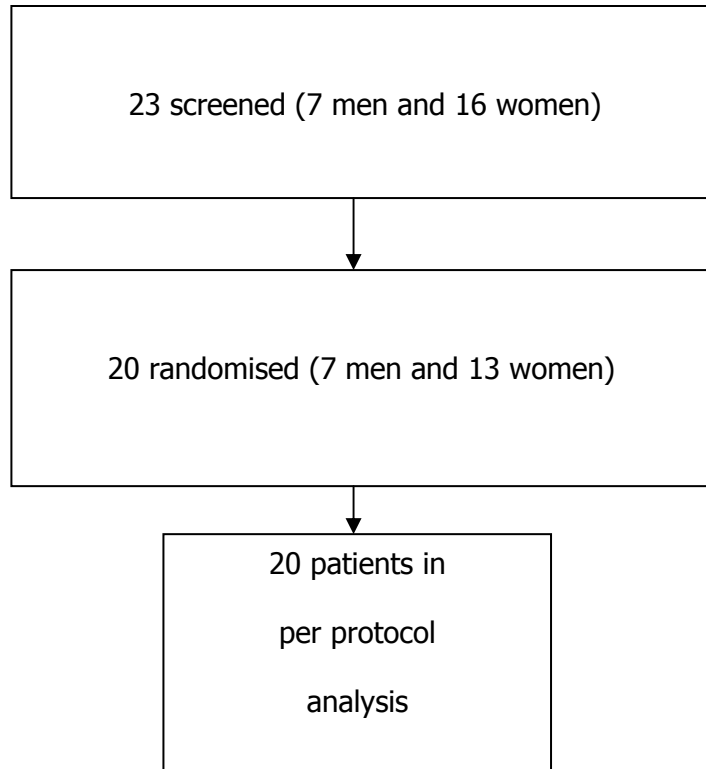 23 screened (7 men and 16 women)
20 randomised (7 men and 13 women)
20 patients in
per protocol
analysis